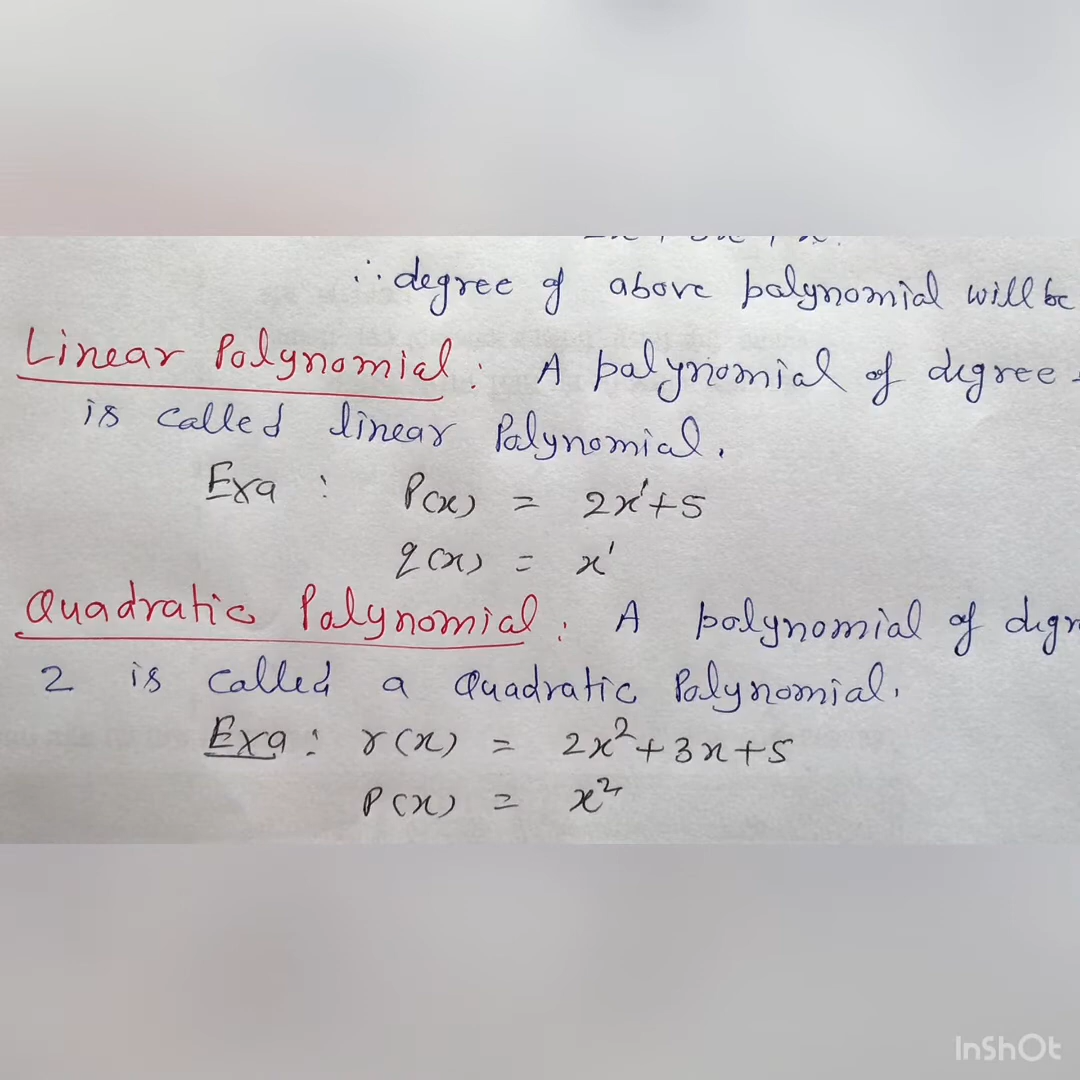 ∴ degree of above polynomial will be
Linear Polynomial : A polynomial of degree
is called linear Polynomial.
Exa : P(x) = 2x¹+5
q(x) = x¹
Quadratic Polynomial : A polynomial of degr
2 is called a Quadratic Polynomial.
Exa : r(x) = 2x²+3x+5
P(x) = x²
InShOt